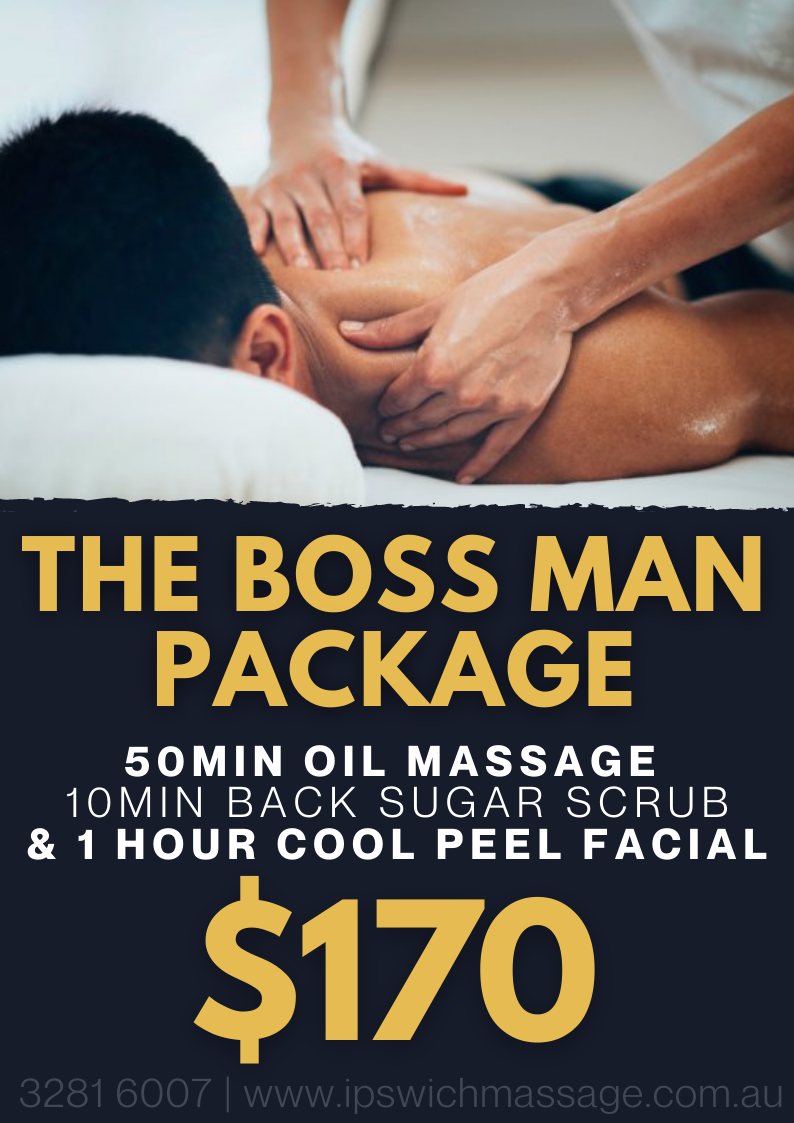 THE BOSS MAN
PACKAGE
50MIN OIL MASSAGE
10MIN BACK SUGAR SCRUB
& 1 HOUR COOL PEEL FACIAL
$170
3281 6007 | www.ipswichmassage.com.au